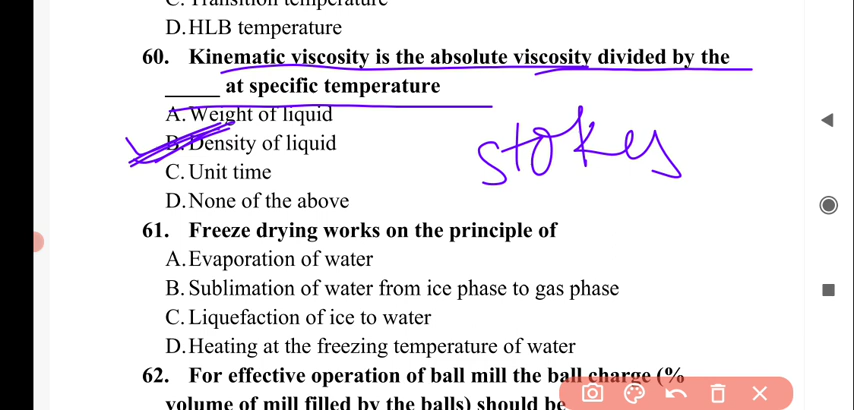 C. Transition temperature
D. HLB temperature
60. Kinematic viscosity is the absolute viscosity divided by the
_____ at specific temperature
A. Weight of liquid
B. Density of liquid
stokes
C. Unit time
D. None of the above
61. Freeze drying works on the principle of
A. Evaporation of water
B. Sublimation of water from ice phase to gas phase
C. Liquefaction of ice to water
D. Heating at the freezing temperature of water
62. For effective operation of ball mill the ball charge (%
volume of mill filled by the balls) should be